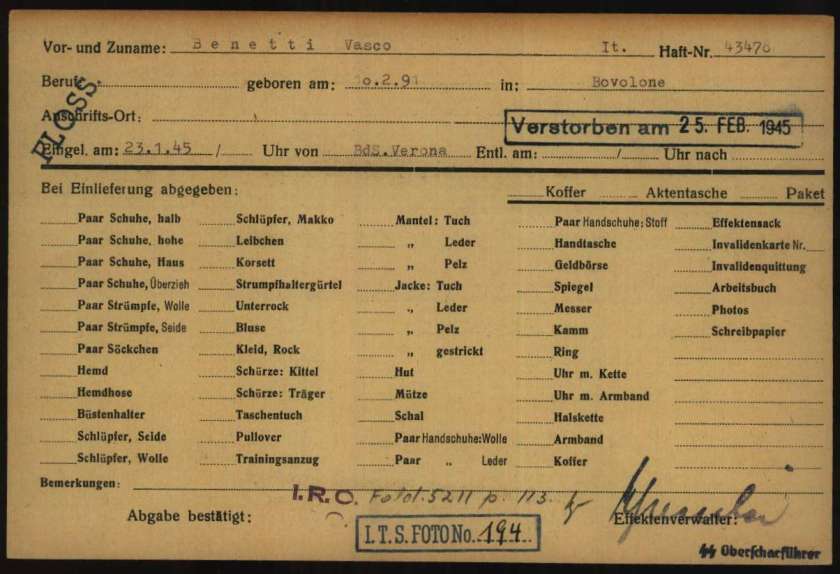 Vor- und Zuname: Benetti Vasco It. Haft-Nr. 43476
Beruf: geboren am: 10.2.91 in: Bovolone
FLOSS.
Anschrifts-Ort:
Verstorben am 25. FEB. 1945
Eingel. am: 23.1.45 / Uhr von BdS.Verona Entl. am: / Uhr nach
Bei Einlieferung abgegeben: Koffer Aktentasche Paket
Paar Schuhe, halb Schlüpfer, Makko Mantel: Tuch Paar Handschuhe: Stoff Effektensack
Paar Schuhe, hohe Leibchen „ Leder Handtasche Invalidenkarte Nr.
Paar Schuhe, Haus Korsett „ Pelz Geldbörse Invalidenquittung
Paar Schuhe, Überzieh Strumpfhaltergürtel Jacke: Tuch Spiegel Arbeitsbuch
Paar Strümpfe, Wolle Unterrock „ Leder Messer Photos
Paar Strümpfe, Seide Bluse „ Pelz Kamm Schreibpapier
Paar Söckchen Kleid, Rock „ gestrickt Ring
Hemd Schürze: Kittel Hut Uhr m. Kette
Hemdhose Schürze: Träger Mütze Uhr m. Armband
Büstenhalter Taschentuch Schal Halskette
Schlüpfer, Seide Pullover Paar Handschuhe: Wolle Armband
Schlüpfer, Wolle Trainingsanzug Paar „ Leder Koffer
Bemerkungen: I.R.O. Fold. 5211 p. 113
Abgabe bestätigt: I.T.S. FOTO No. 194 Effektenverwalter:
SS Oberscharführer